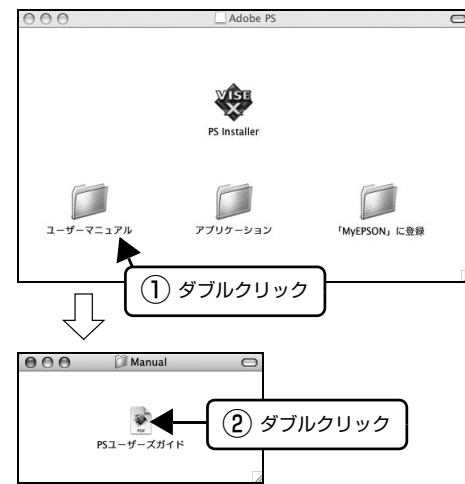 Adobe PS
VISE
X
PS Installer
ユーザーマニュアル
アプリケーション
「MyEPSON」に登録
① ダブルクリック
Manual
PDF
PSユーザーズガイド
② ダブルクリック